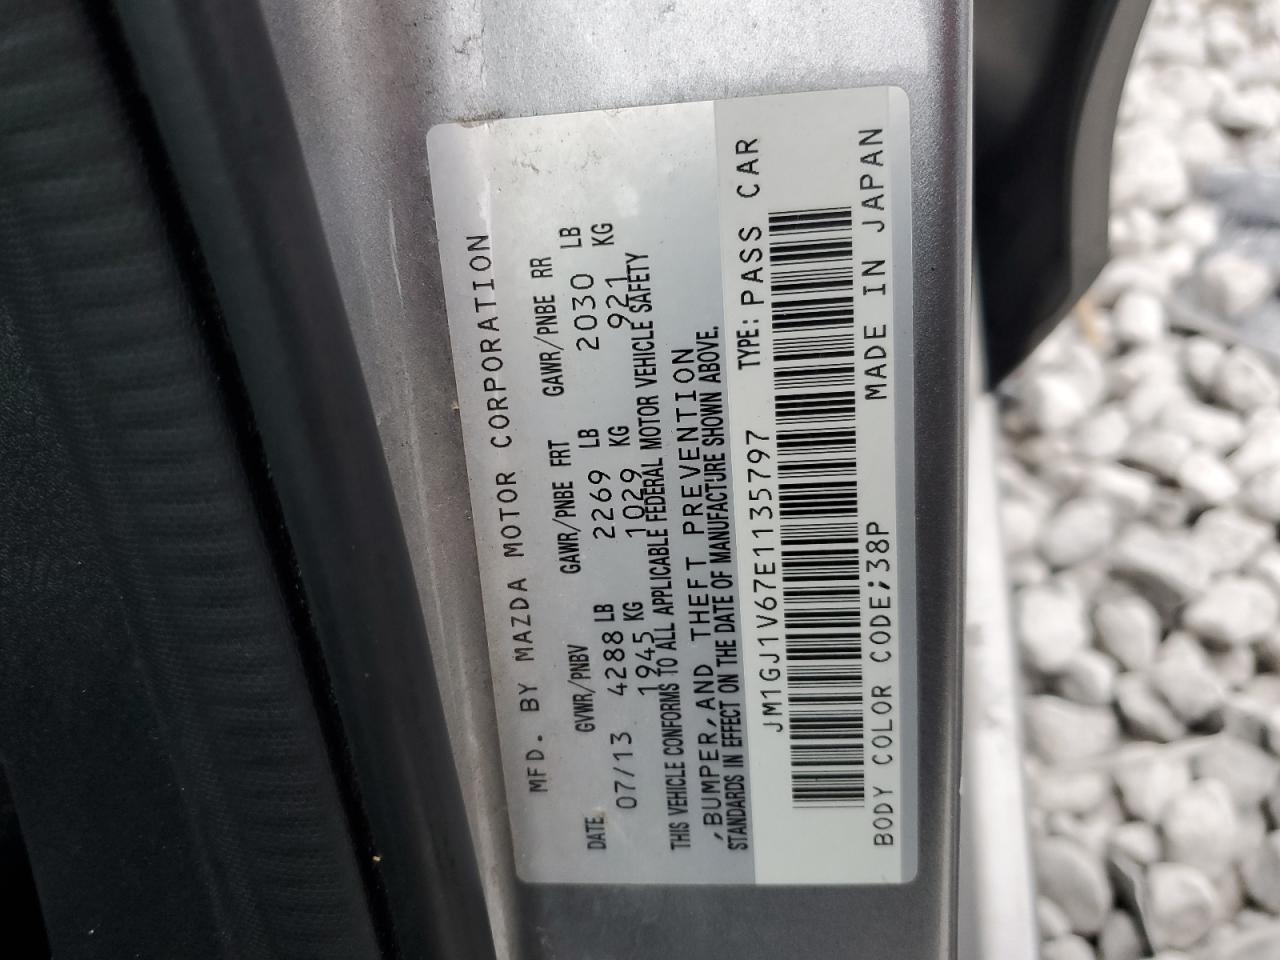 MFD. BY MAZDA MOTOR CORPORATION
DATE GVWR/PNBV GAWR/PNBE FRT GAWR/PNBE RR
07/13 4288 LB 2269 LB 2030 LB
1945 KG 1029 KG 921 KG
THIS VEHICLE CONFORMS TO ALL APPLICABLE FEDERAL MOTOR VEHICLE SAFETY
,BUMPER, AND THEFT PREVENTION
STANDARDS IN EFFECT ON THE DATE OF MANUFACTURE SHOWN ABOVE.
JM1GJ1V67E1135797 TYPE: PASS CAR
BODY COLOR CODE;38P MADE IN JAPAN